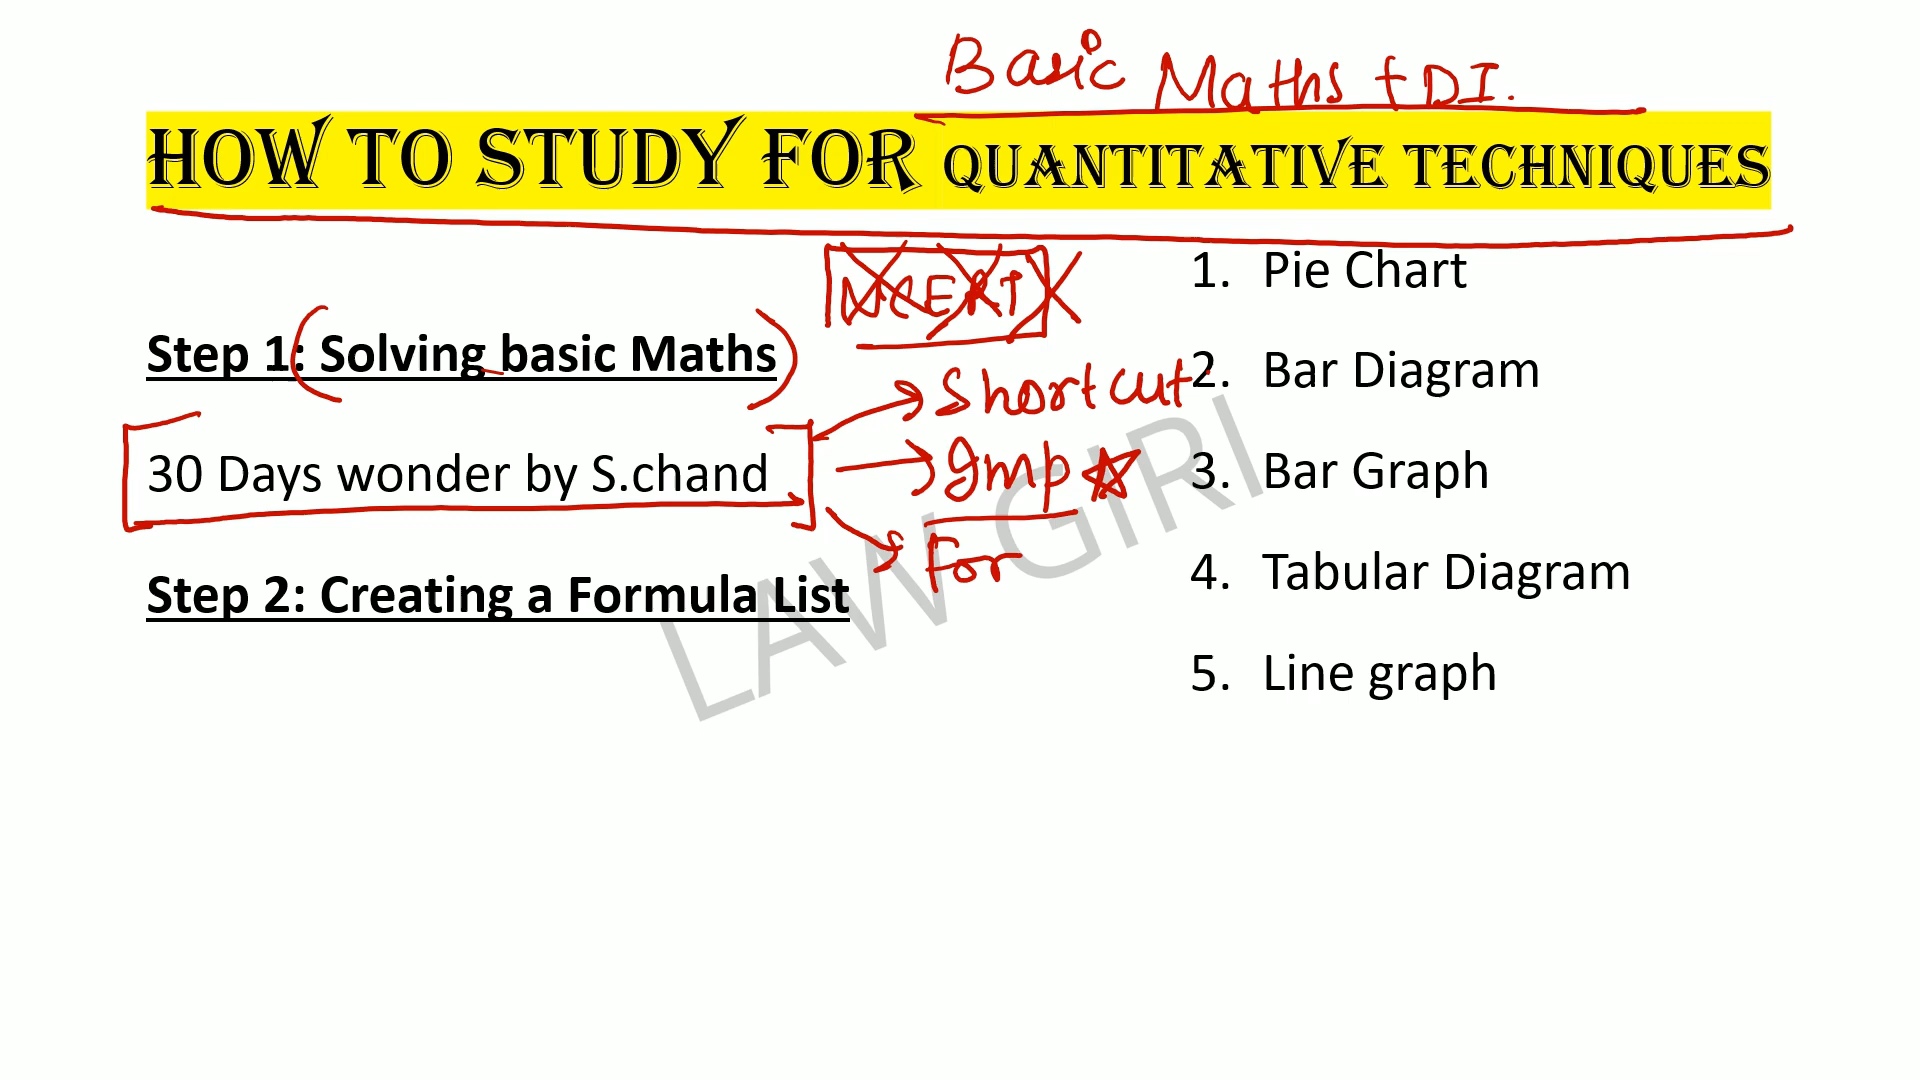 Basic Maths + DI.
HOW TO STUDY FOR QUANTITATIVE TECHNIQUES
NCERT
Step 1: Solving basic Maths
Shortcut
30 Days wonder by S.chand
Imp
For
Step 2: Creating a Formula List
1. Pie Chart
2. Bar Diagram
3. Bar Graph
4. Tabular Diagram
5. Line graph
LAW GIRI